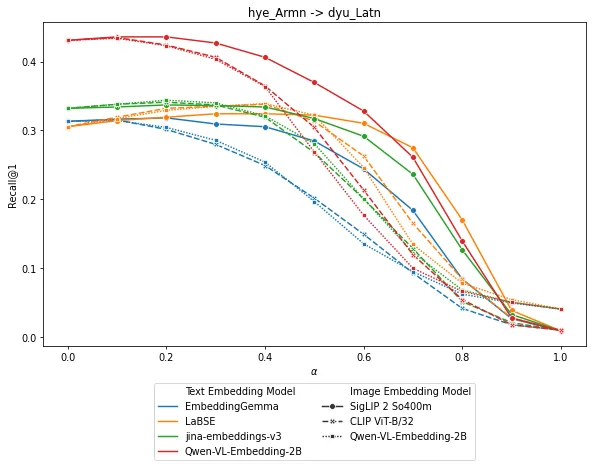 hye_Armn -> dyu_Latn
Recall@1
0.4
0.3
0.2
0.1
0.0
0.0
0.2
0.4
0.6
0.8
1.0
α
Text Embedding Model
EmbeddingGemma
LaBSE
jina-embeddings-v3
Qwen-VL-Embedding-2B
Image Embedding Model
SigLIP 2 So400m
CLIP ViT-B/32
Qwen-VL-Embedding-2B